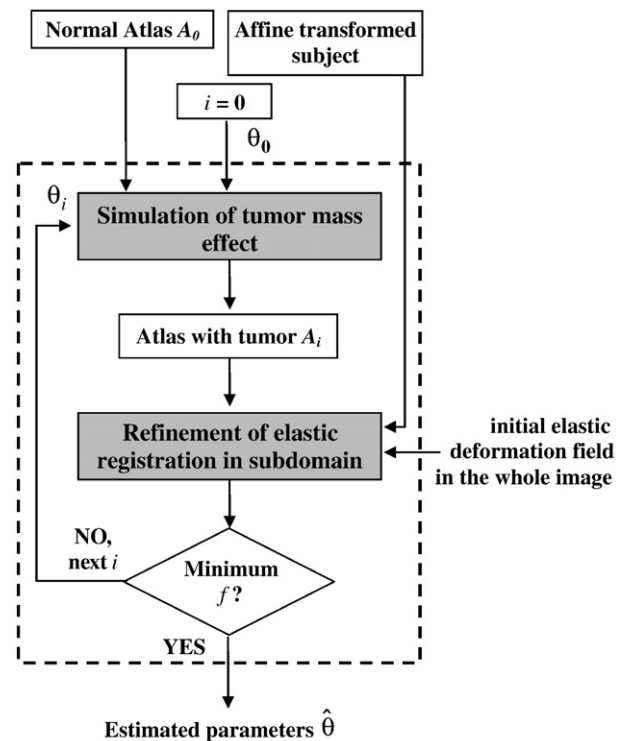 Normal Atlas A₀
Affine transformed
subject
i = 0
θ₀
θᵢ
Simulation of tumor mass
effect
Atlas with tumor Aᵢ
Refinement of elastic
registration in subdomain
initial elastic
deformation field
in the whole image
NO,
next i
Minimum
f ?
YES
Estimated parameters θ̂